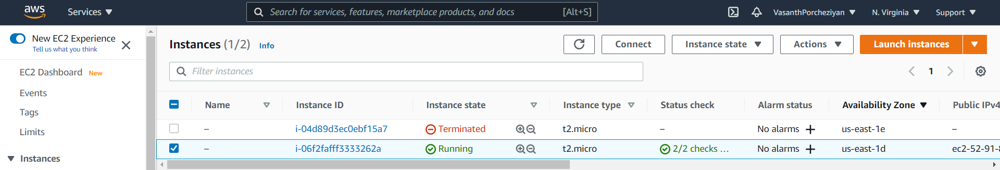 aws Services Search for services, features, marketplace products, and docs [Alt+S] VasanthPorcheziyan N. Virginia Support
New EC2 Experience
Tell us what you think
EC2 Dashboard New
Events
Tags
Limits
Instances
Instances (1/2) Info Connect Instance state Actions Launch instances
Filter instances 1
Name Instance ID Instance state Instance type Status check Alarm status Availability Zone Public IPv4
– i-04d89d3ec0ebf15a7 Terminated t2.micro – No alarms + us-east-1e –
– i-06f2fafff3333262a Running t2.micro 2/2 checks ... No alarms + us-east-1d ec2-52-91-